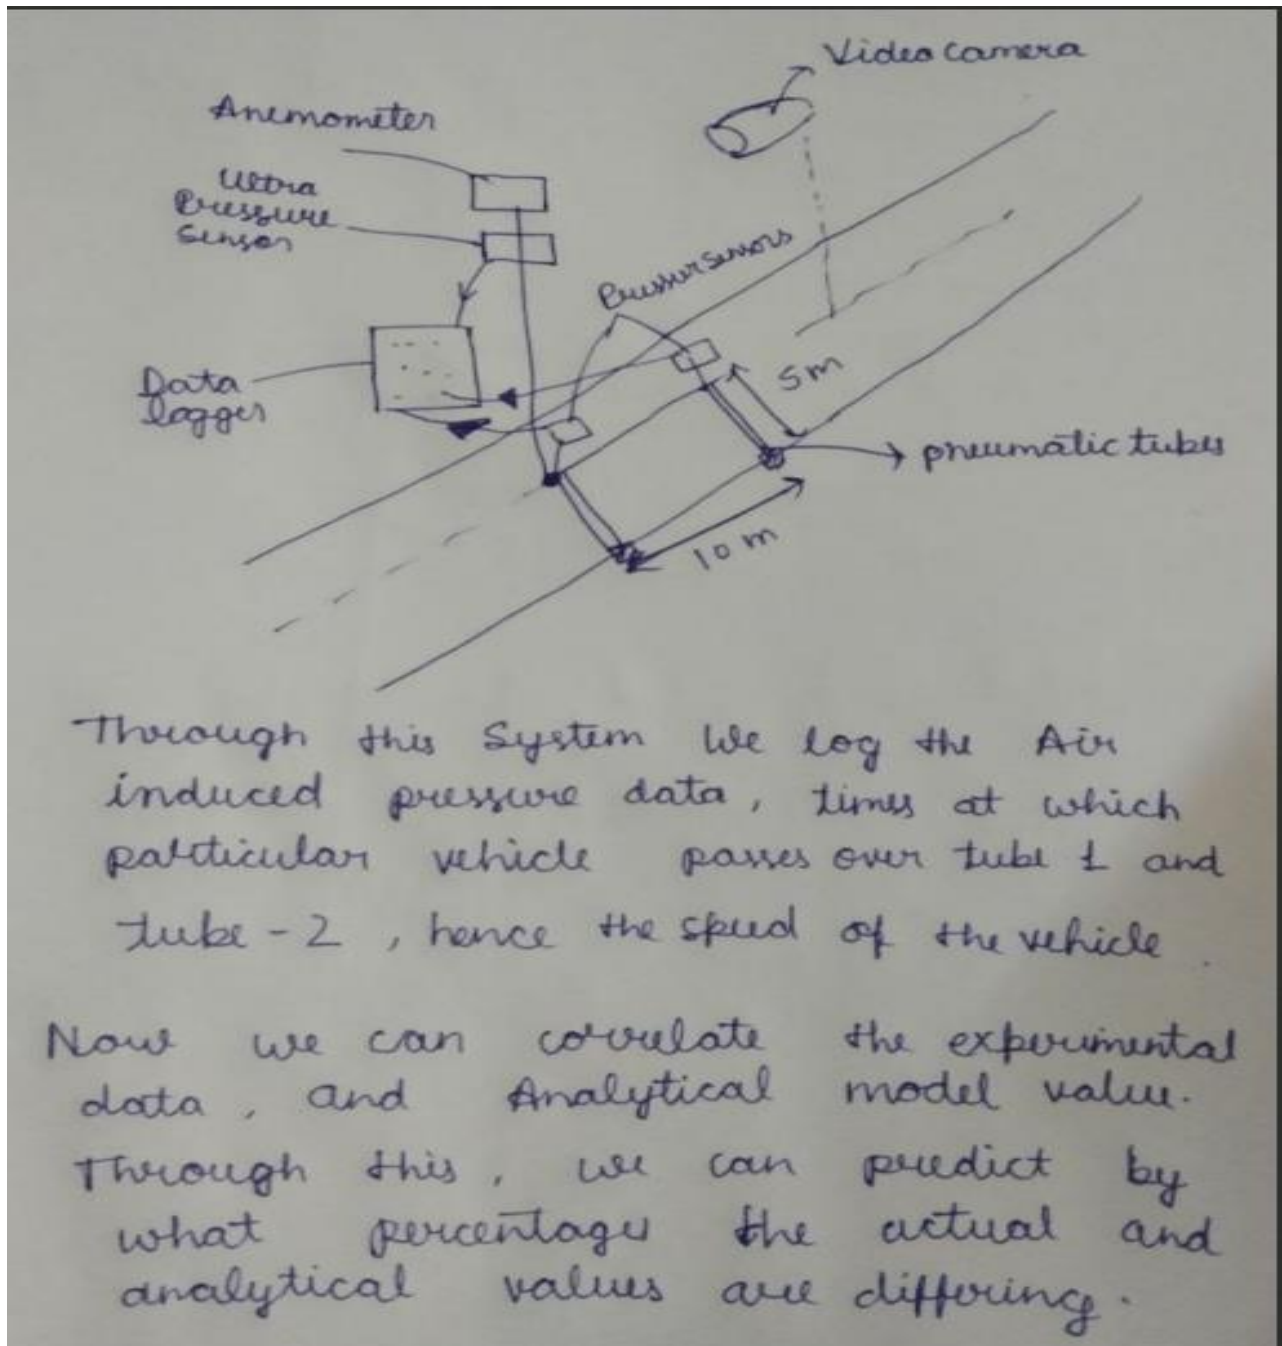 Video camera
Anemometer
Ultra
Pressure
Sensor
Pressursensors
Data
logger
5m
pneumatic tubes
10 m
Through this System We log the Air
induced pressure data, times at which
particular vehicle passes over tube 1 and
tube - 2, hence the speed of the vehicle.
Now we can correlate the experimental
data, and Analytical model value.
Through this, we can predict by
what percentages the actual and
analytical values are differing.